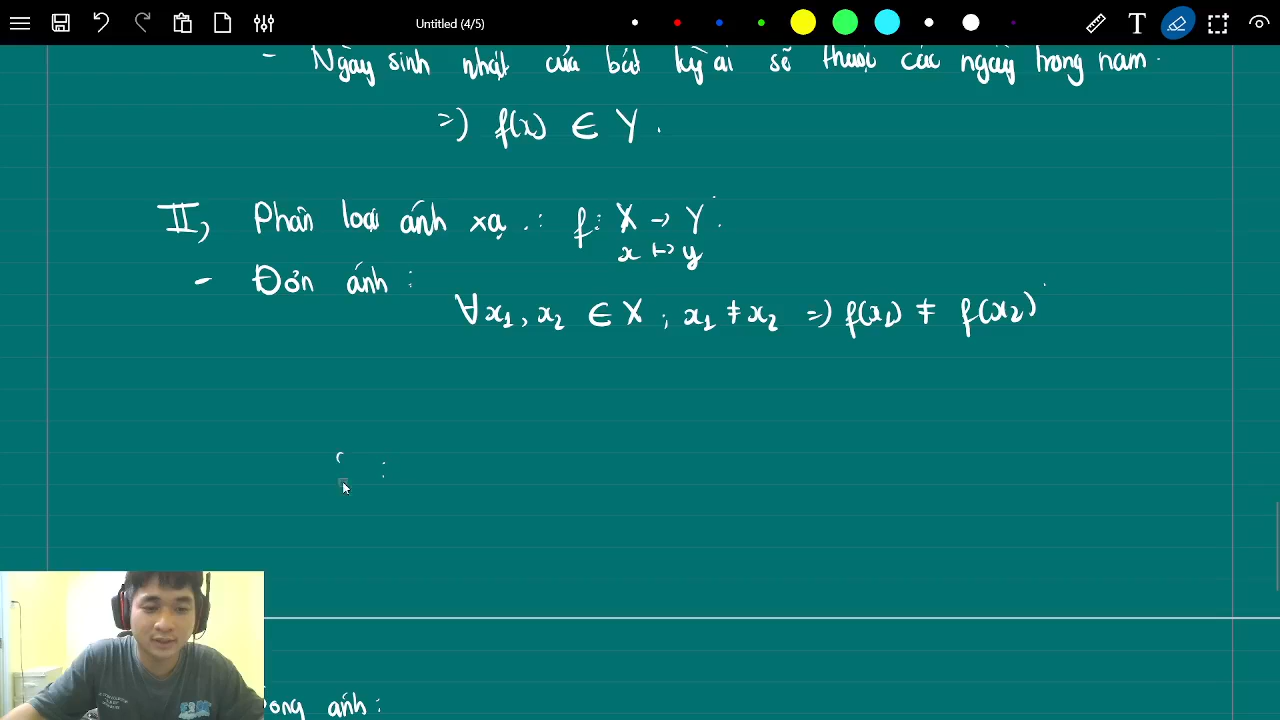 Untitled (4/5)
- Ngày sinh nhật của bất kỳ ai sẽ thuộc các ngày trong năm.
=> f(x) ∈ Y.
II, Phân loại ánh xạ : f: X → Y.
x ↦ y
- Đơn ánh :
∀x₁, x₂ ∈ X ; x₁ ≠ x₂ => f(x₁) ≠ f(x₂)
ánh :